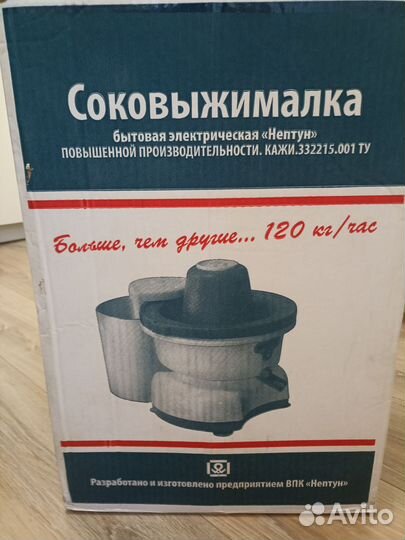 Соковыжималка
бытовая электрическая «Нептун»
ПОВЫШЕННОЙ ПРОИЗВОДИТЕЛЬНОСТИ. КАЖИ.332215.001 ТУ
Больше, чем другие... 120 кг/час
Разработано и изготовлено предприятием ВПК «Нептун»
Avito